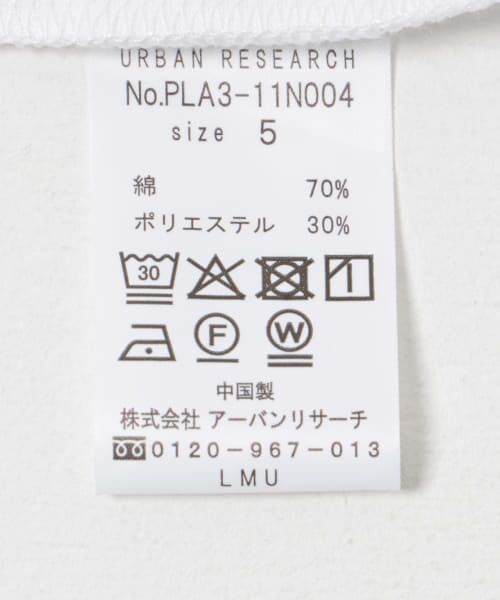 URBAN RESEARCH
No.PLA3-11N004
size 5
綿 70%
ポリエステル 30%
30
F W
中国製
株式会社 アーバンリサーチ
0120-967-013
LMU